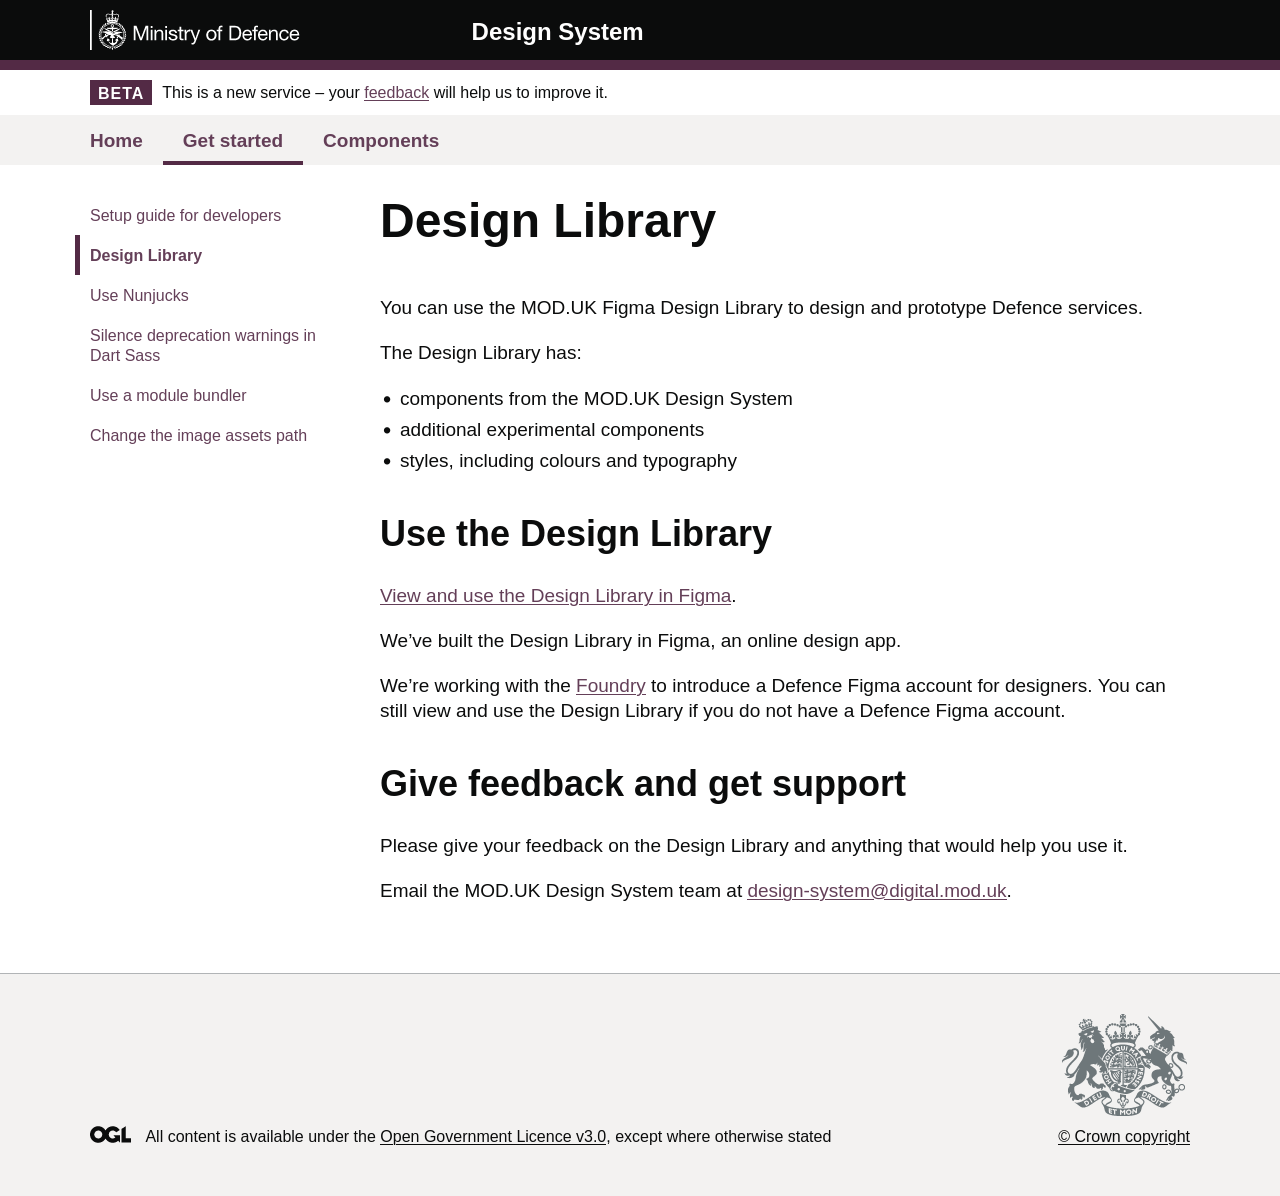 Ministry of Defence
Design System
BETA This is a new service – your feedback will help us to improve it.
Home Get started Components
Setup guide for developers
Design Library
Use Nunjucks
Silence deprecation warnings in
Dart Sass
Use a module bundler
Change the image assets path
Design Library
You can use the MOD.UK Figma Design Library to design and prototype Defence services.
The Design Library has:
components from the MOD.UK Design System
additional experimental components
styles, including colours and typography
Use the Design Library
View and use the Design Library in Figma.
We’ve built the Design Library in Figma, an online design app.
We’re working with the Foundry to introduce a Defence Figma account for designers. You can
still view and use the Design Library if you do not have a Defence Figma account.
Give feedback and get support
Please give your feedback on the Design Library and anything that would help you use it.
Email the MOD.UK Design System team at design-system@digital.mod.uk.
DIEU ET MON DROIT
OGL All content is available under the Open Government Licence v3.0, except where otherwise stated
© Crown copyright